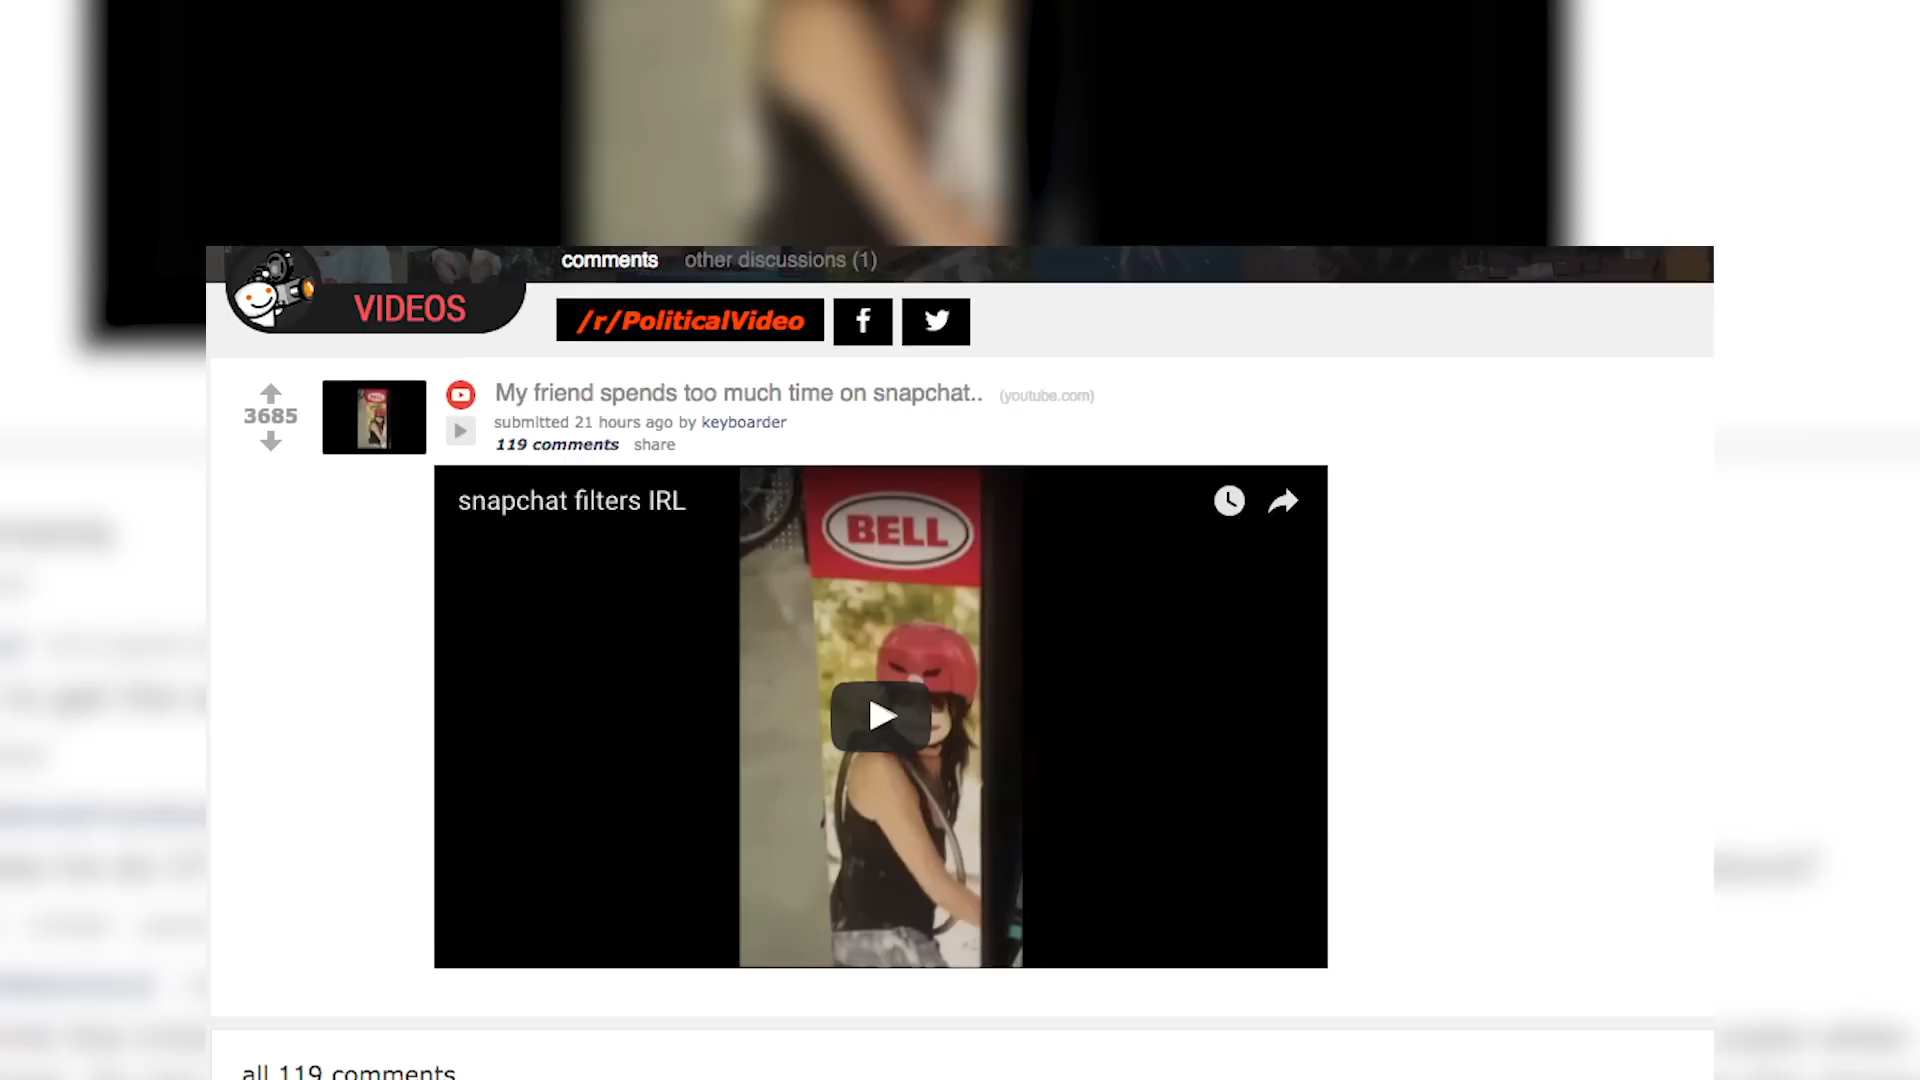 comments other discussions (1)
VIDEOS
/r/PoliticalVideo
My friend spends too much time on snapchat.. (youtube.com)
3685
submitted 21 hours ago by keyboarder
119 comments share
snapchat filters IRL
BELL
BELL
all 119 comments